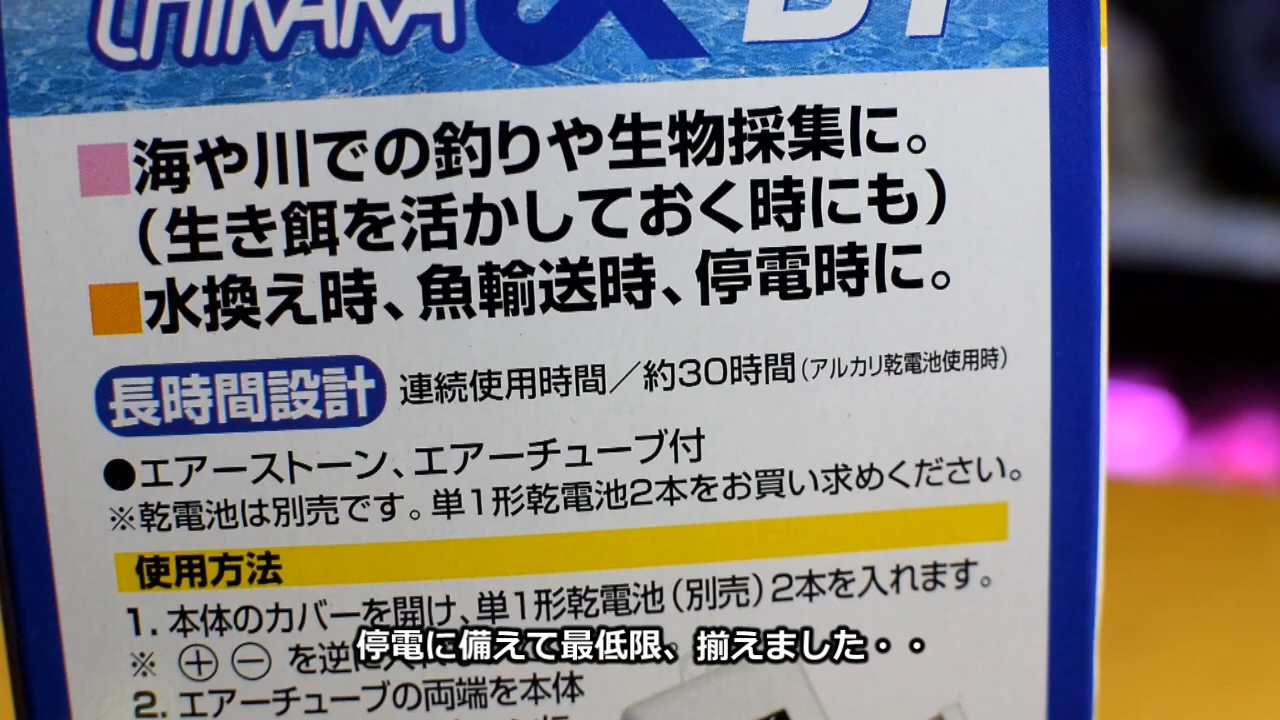 CHIKARA α B1
■海や川での釣りや生物採集に。
（生き餌を活かしておく時にも）
■水換え時、魚輸送時、停電時に。
長時間設計 連続使用時間／約30時間（アルカリ乾電池使用時）
●エアーストーン、エアーチューブ付
※乾電池は別売です。単1形乾電池2本をお買い求めください。
使用方法
1. 本体のカバーを開け、単1形乾電池（別売）2本を入れます。
※ ⊕ ⊖ を逆に
停電に備えて最低限、揃えました・・
2. エアーチューブの両端を本体